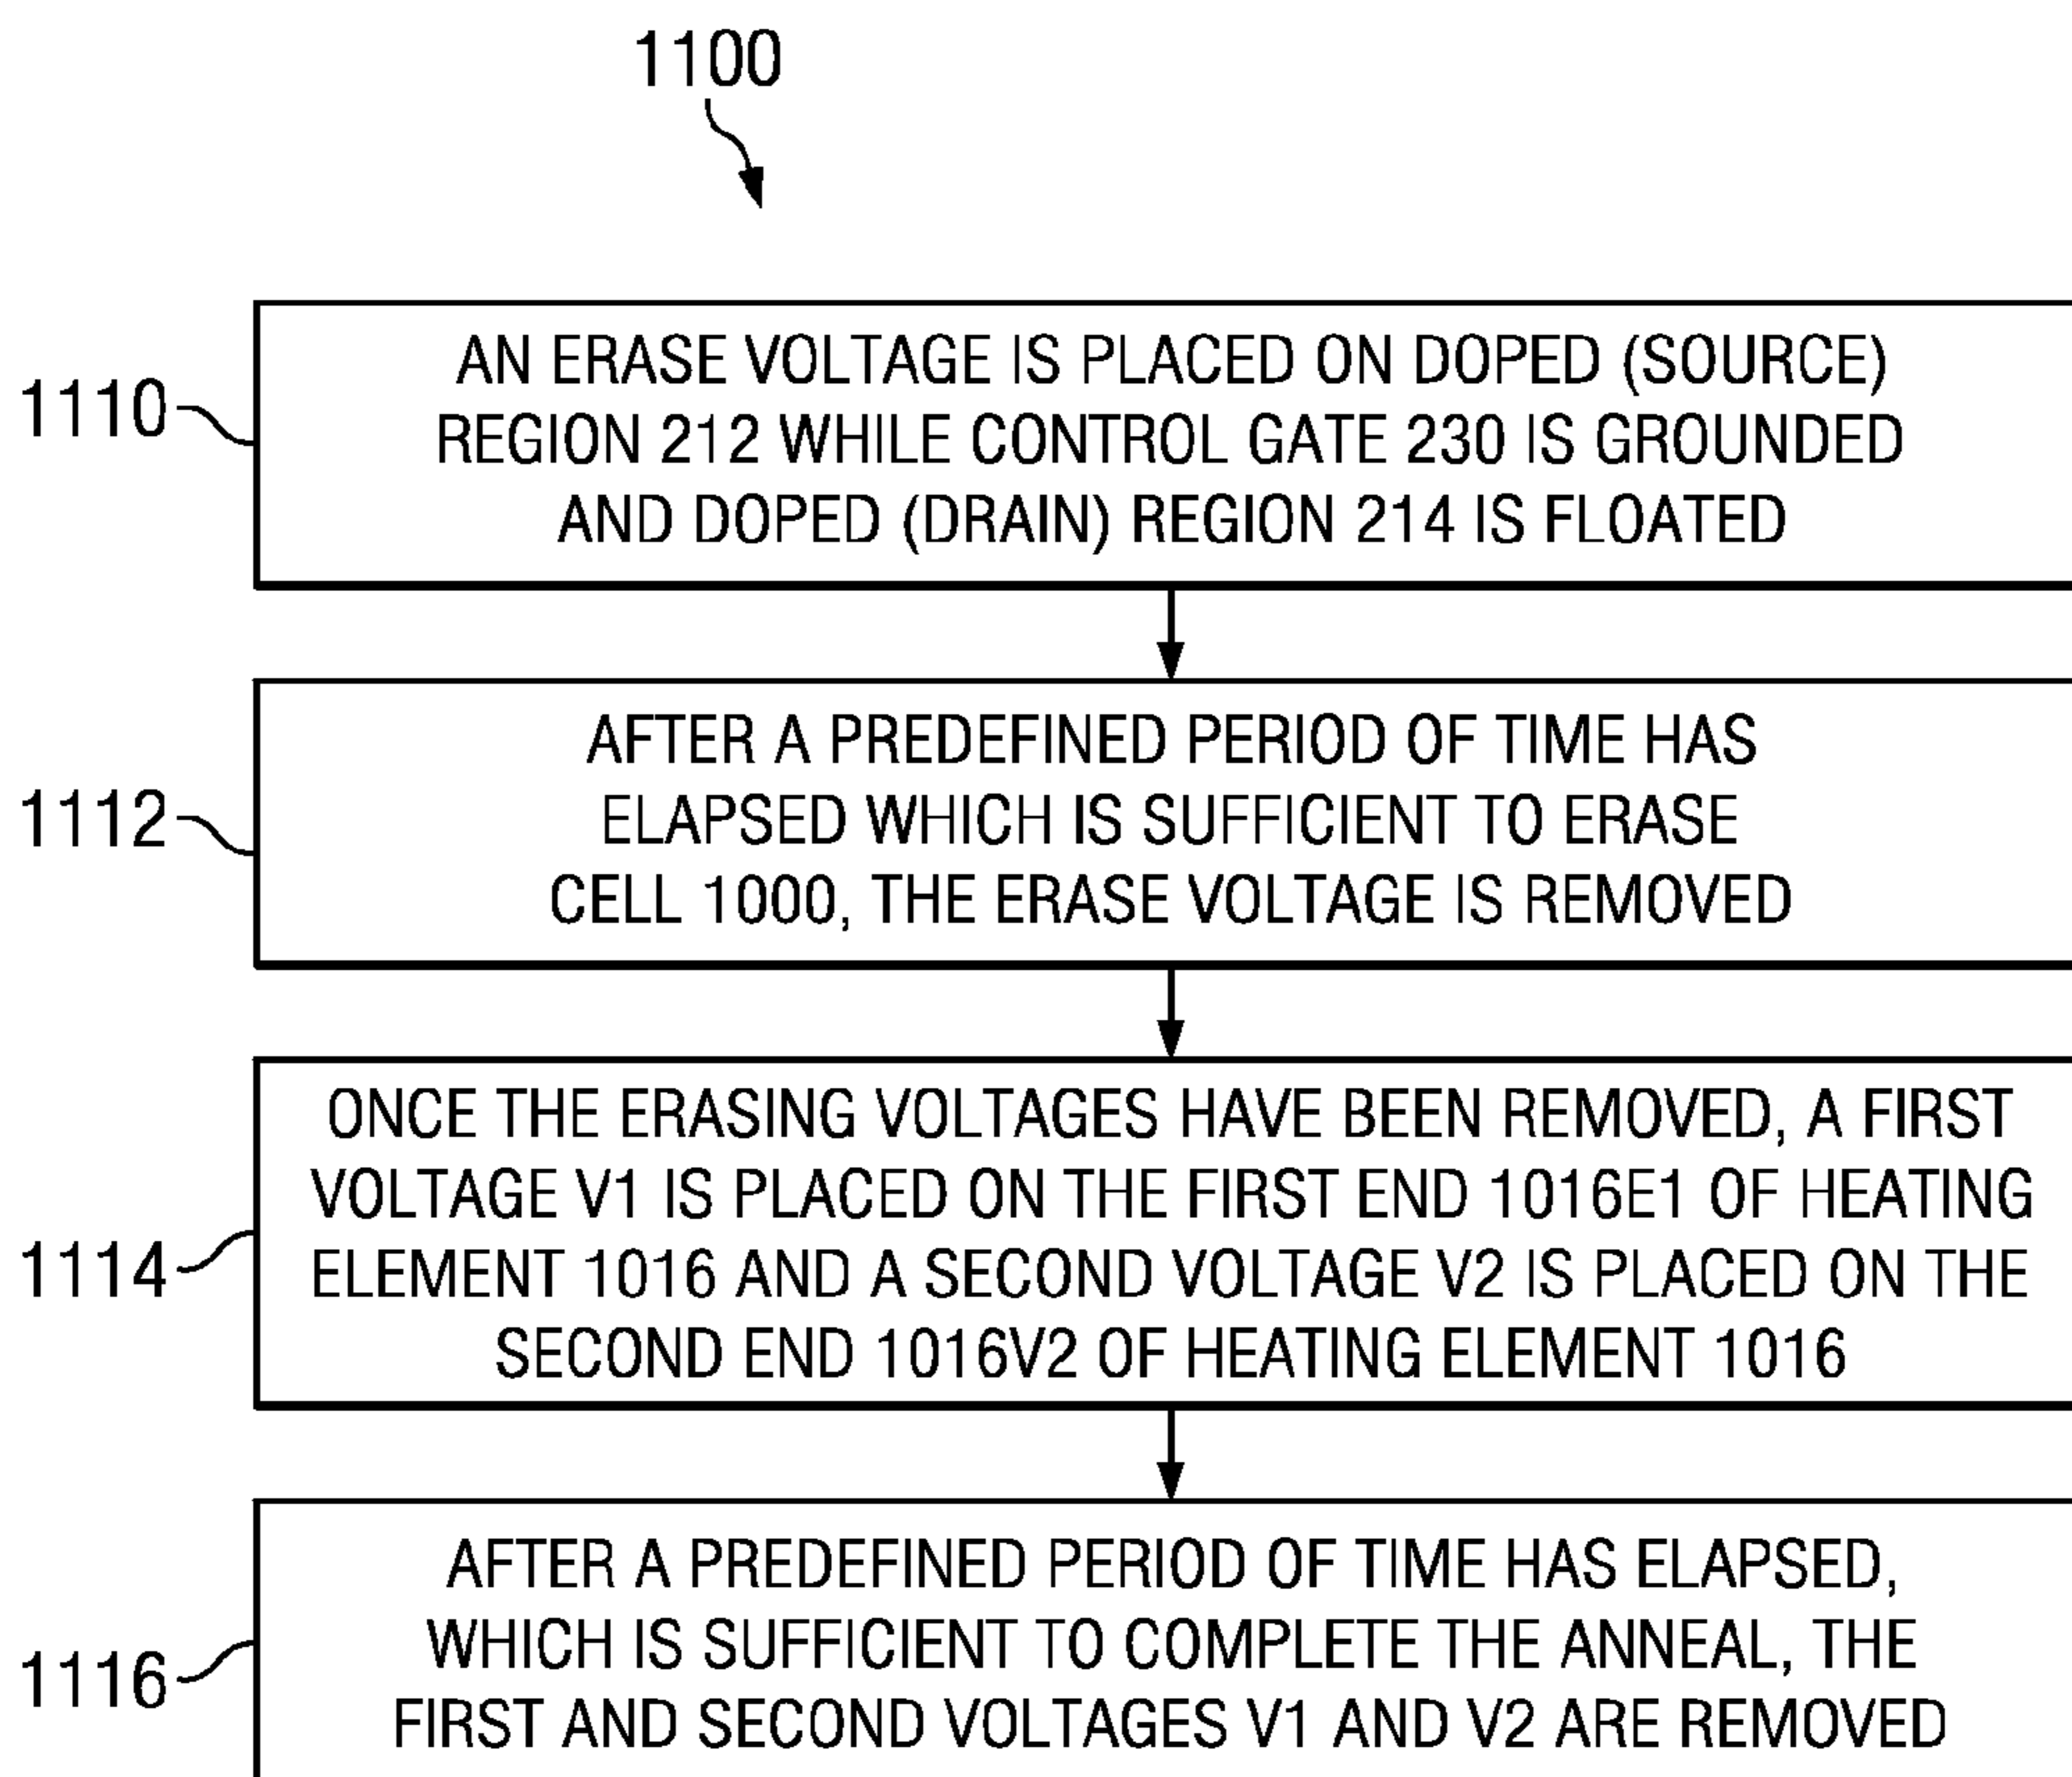 1100
1110
AN ERASE VOLTAGE IS PLACED ON DOPED (SOURCE)
REGION 212 WHILE CONTROL GATE 230 IS GROUNDED
AND DOPED (DRAIN) REGION 214 IS FLOATED
1112
AFTER A PREDEFINED PERIOD OF TIME HAS
ELAPSED WHICH IS SUFFICIENT TO ERASE
CELL 1000, THE ERASE VOLTAGE IS REMOVED
1114
ONCE THE ERASING VOLTAGES HAVE BEEN REMOVED, A FIRST
VOLTAGE V1 IS PLACED ON THE FIRST END 1016E1 OF HEATING
ELEMENT 1016 AND A SECOND VOLTAGE V2 IS PLACED ON THE
SECOND END 1016V2 OF HEATING ELEMENT 1016
1116
AFTER A PREDEFINED PERIOD OF TIME HAS ELAPSED,
WHICH IS SUFFICIENT TO COMPLETE THE ANNEAL, THE
FIRST AND SECOND VOLTAGES V1 AND V2 ARE REMOVED